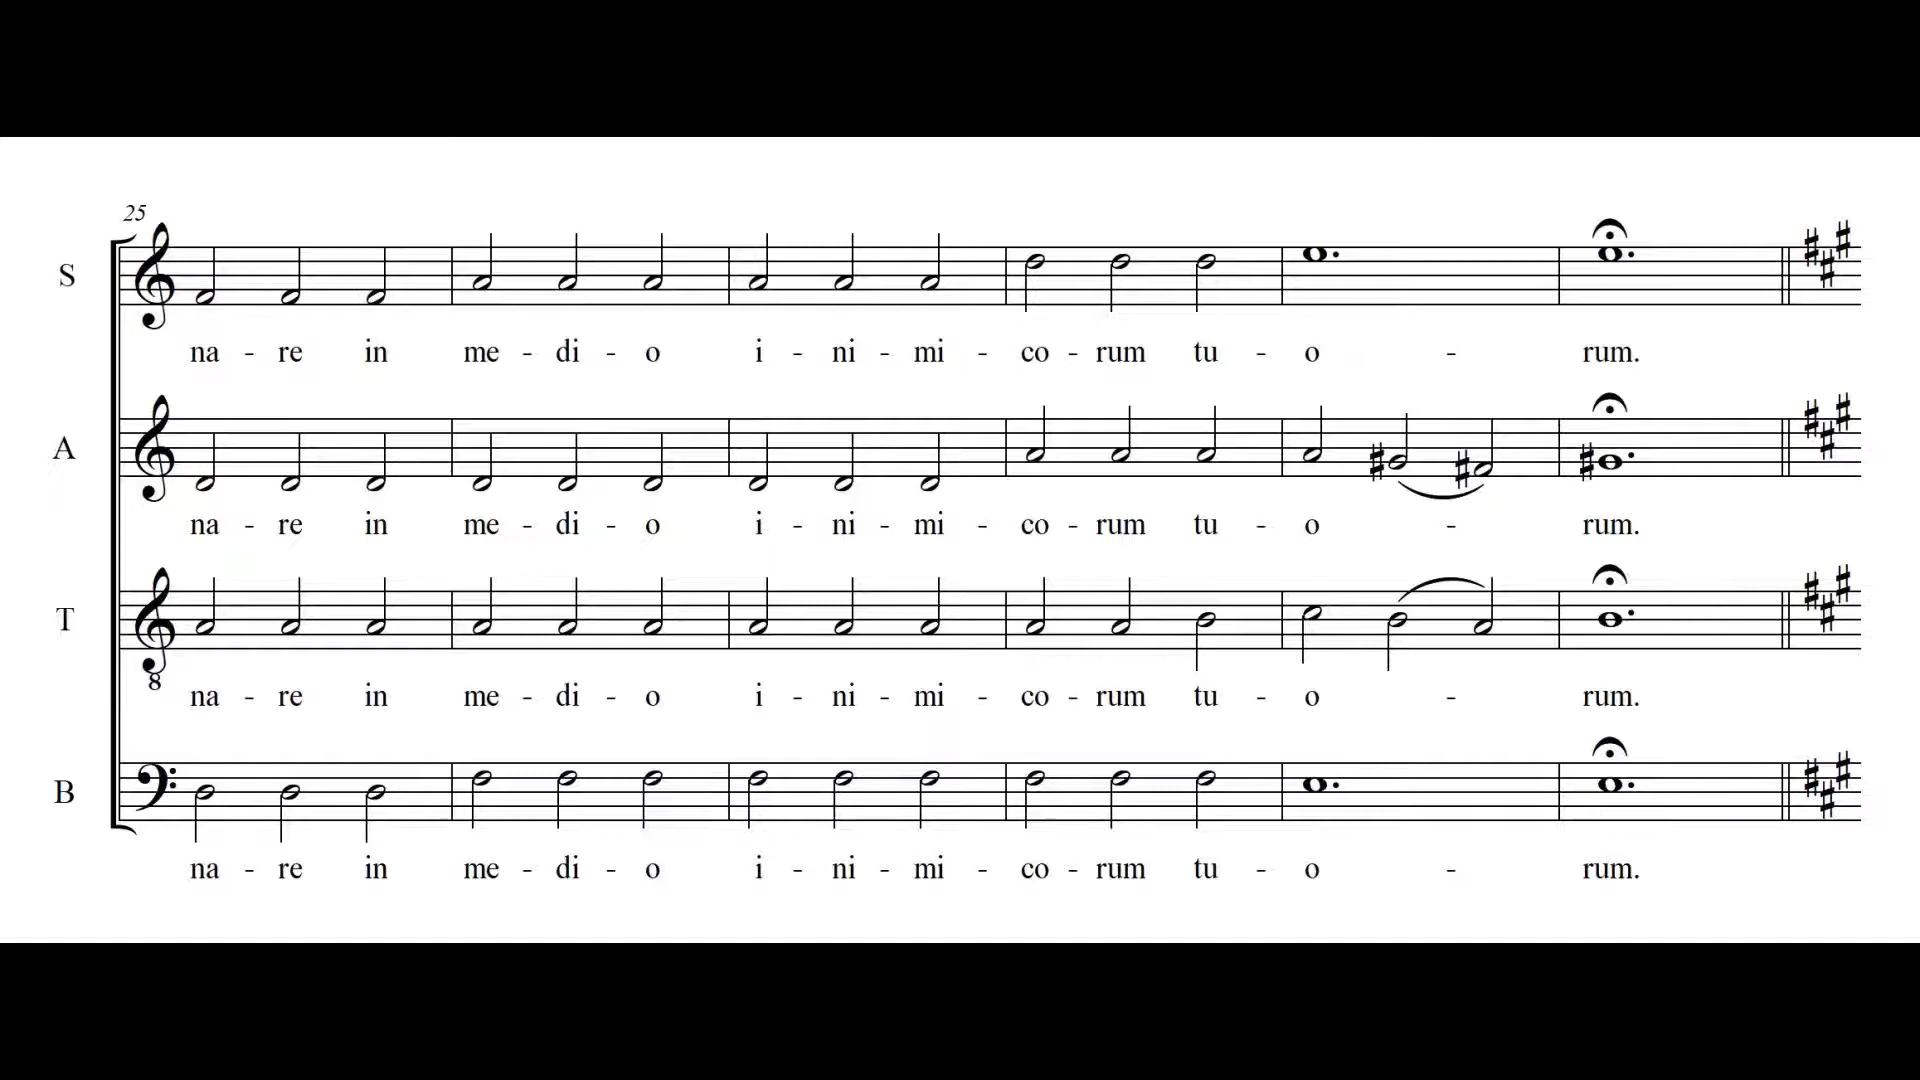 25
S
na - re in me - di - o i - ni - mi - co - rum tu - o - rum.
A
na - re in me - di - o i - ni - mi - co - rum tu - o - rum.
T
8
na - re in me - di - o i - ni - mi - co - rum tu - o - rum.
B
na - re in me - di - o i - ni - mi - co - rum tu - o - rum.